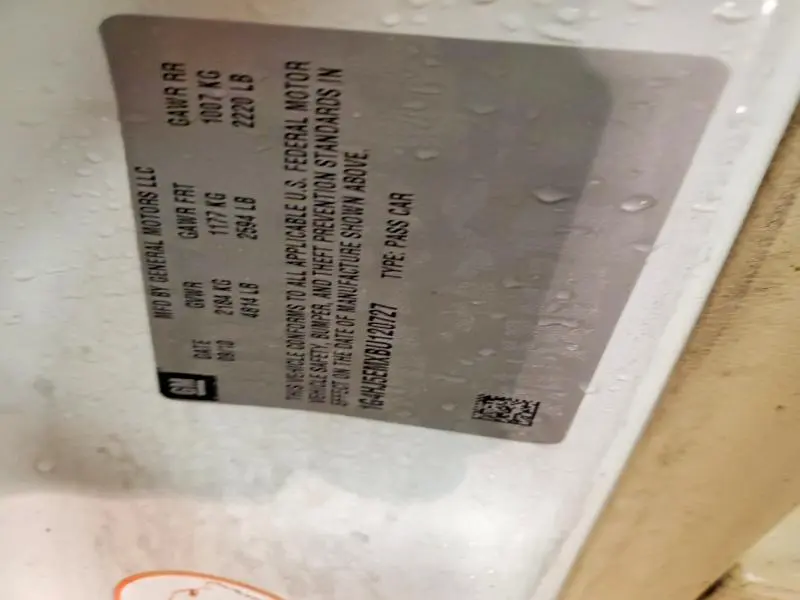 MFD BY GENERAL MOTORS LLC
DATE GVWR GAWR FRT GAWR RR
09/10 2184 KG 1177 KG 1007 KG
4814 LB 2594 LB 2220 LB
THIS VEHICLE CONFORMS TO ALL APPLICABLE U.S. FEDERAL MOTOR
VEHICLE SAFETY, BUMPER, AND THEFT PREVENTION STANDARDS IN
EFFECT ON THE DATE OF MANUFACTURE SHOWN ABOVE.
1G4HJ5EMXBU120727 TYPE: PASS CAR
GM